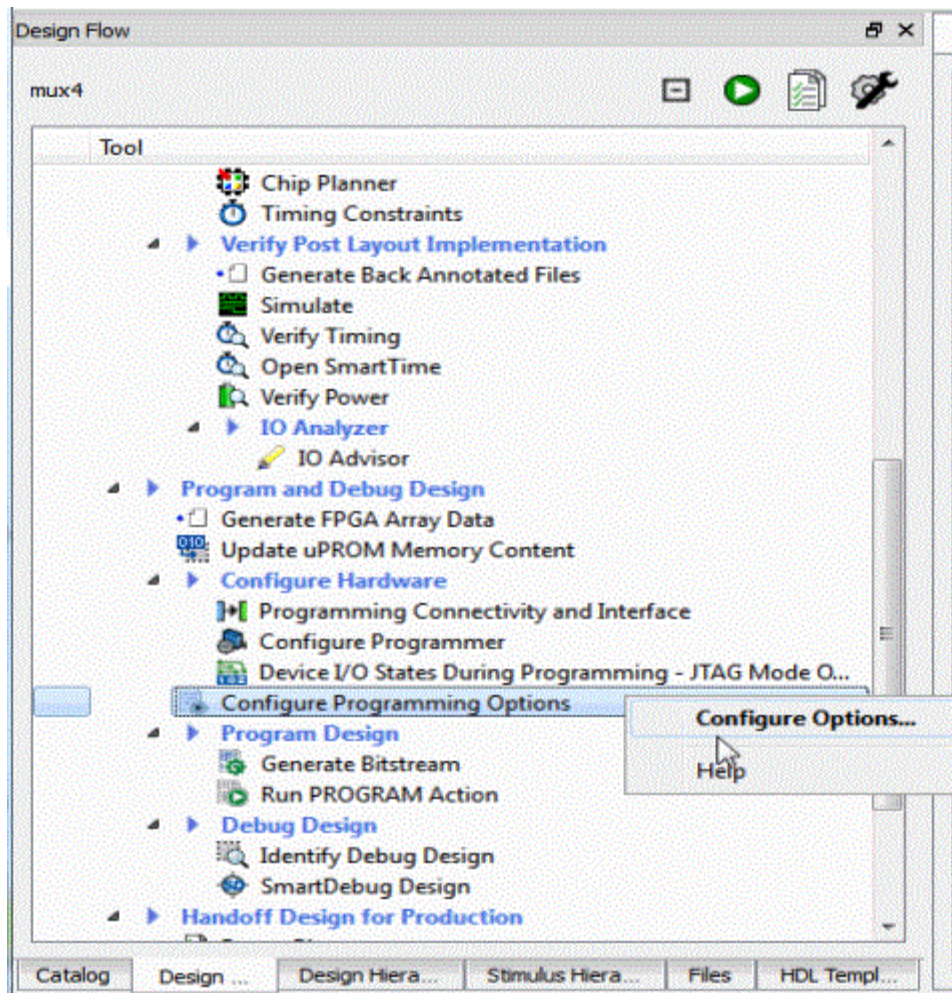 Design Flow
mux4
Tool
Chip Planner
Timing Constraints
Verify Post Layout Implementation
Generate Back Annotated Files
Simulate
Verify Timing
Open SmartTime
Verify Power
IO Analyzer
IO Advisor
Program and Debug Design
Generate FPGA Array Data
Update uPROM Memory Content
Configure Hardware
Programming Connectivity and Interface
Configure Programmer
Device I/O States During Programming - JTAG Mode O...
Configure Programming Options
Configure Options...
Program Design
Help
Generate Bitstream
Run PROGRAM Action
Debug Design
Identify Debug Design
SmartDebug Design
Handoff Design for Production
Catalog
Design ...
Design Hiera...
Stimulus Hiera...
Files
HDL Templ...